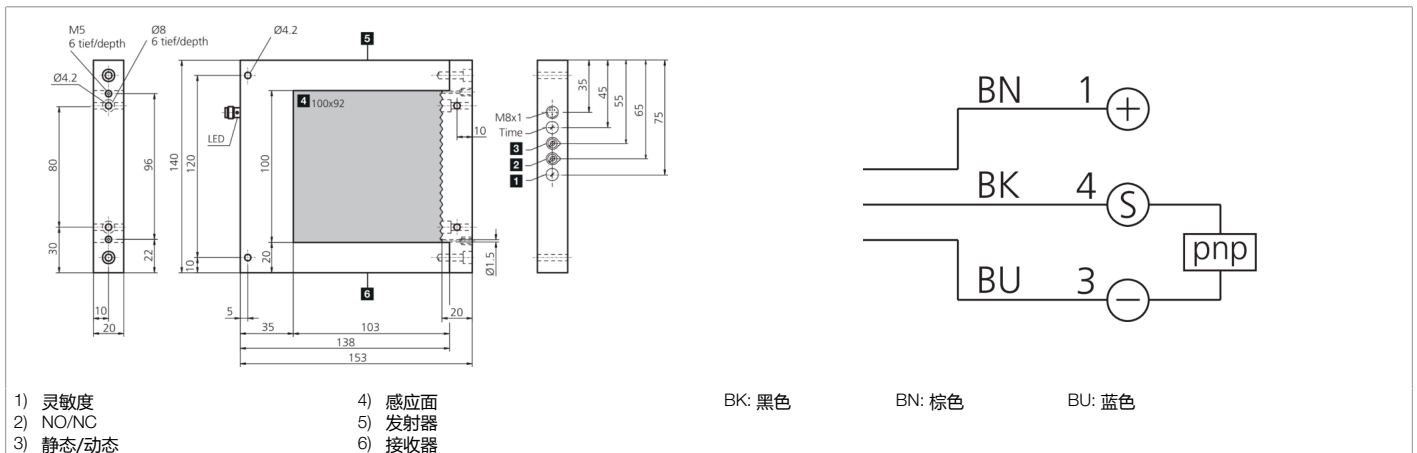 M5
6 tief/depth
Ø8
6 tief/depth
Ø4.2
80
96
30
22
10
20
Ø4.2
5
4 100x92
LED
140
120
100
10
20
10
Ø1.5
6
5
20
35
103
138
153
35
45
55
65
75
M8x1
Time
3
2
1
BN 1 +
BK 4 S
pnp
BU 3 −
1) 灵敏度
2) NO/NC
3) 静态/动态
4) 感应面
5) 发射器
6) 接收器
BK: 黑色
BN: 棕色
BU: 蓝色